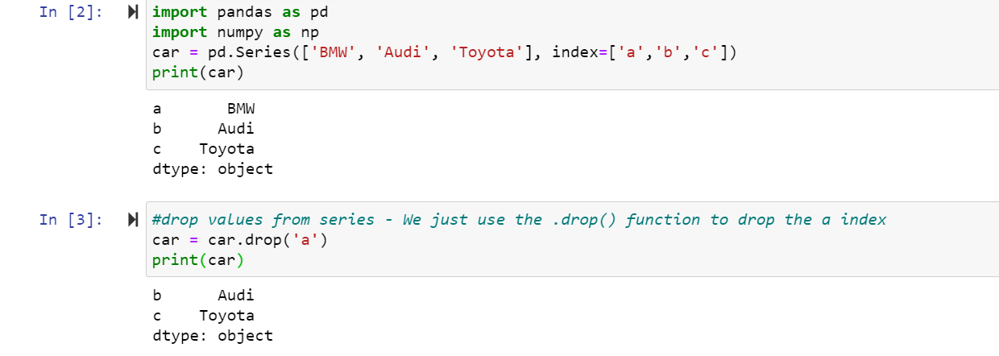 In [2]:
import pandas as pd
import numpy as np
car = pd.Series(['BMW', 'Audi', 'Toyota'], index=['a','b','c'])
print(car)
a       BMW
b      Audi
c    Toyota
dtype: object
In [3]:
#drop values from series - We just use the .drop() function to drop the a index
car = car.drop('a')
print(car)
b      Audi
c    Toyota
dtype: object